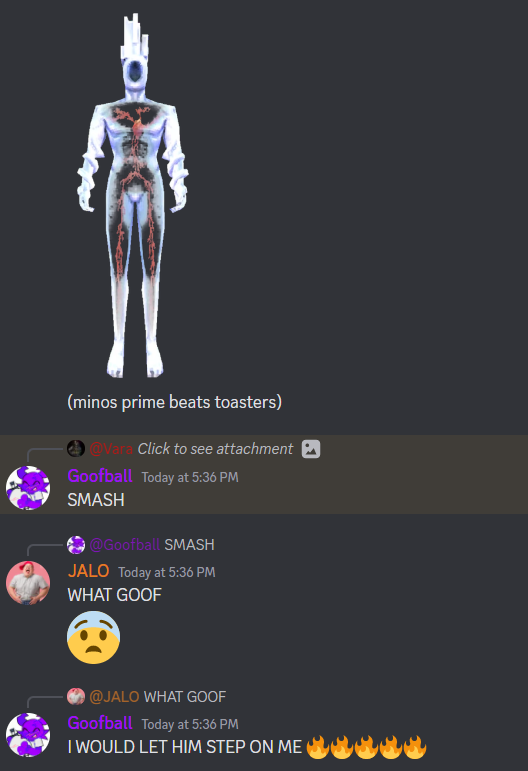 (minos prime beats toasters)
@Vara Click to see attachment
Goofball Today at 5:36 PM
SMASH
@Goofball SMASH
JALO Today at 5:36 PM
WHAT GOOF
😨
@JALO WHAT GOOF
Goofball Today at 5:36 PM
I WOULD LET HIM STEP ON ME 🔥🔥🔥🔥🔥